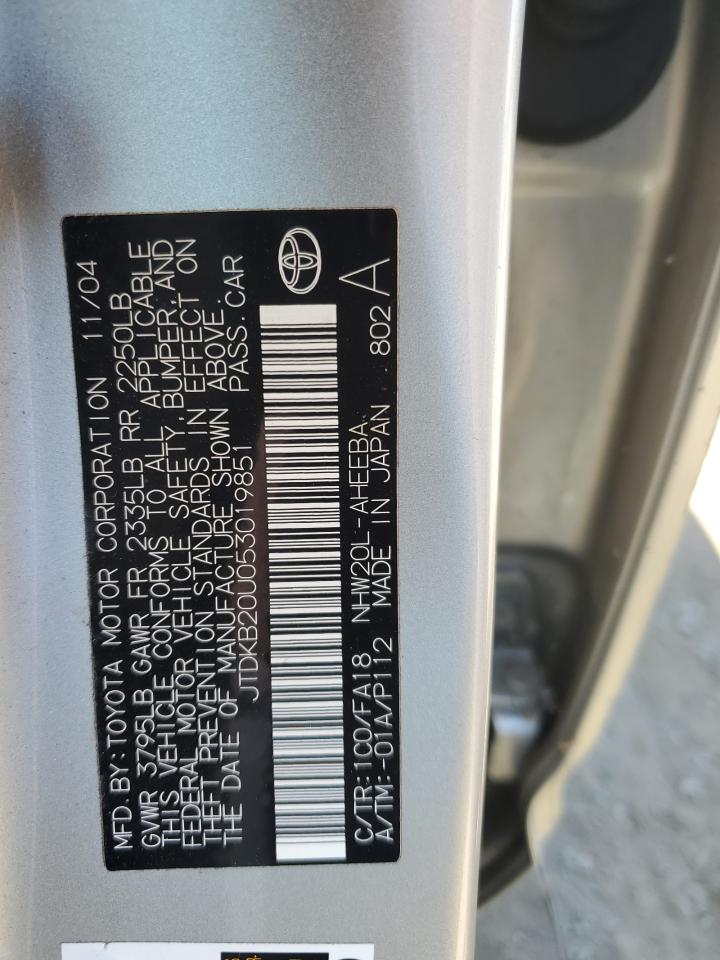 MFD. BY: TOYOTA MOTOR CORPORATION 11/04
GVWR 3795LB GAWR FR 2335LB RR 2250LB
THIS VEHICLE CONFORMS TO ALL APPLICABLE
FEDERAL MOTOR VEHICLE SAFETY, BUMPER, AND
THEFT PREVENTION STANDARDS IN EFFECT ON
THE DATE OF MANUFACTURE SHOWN ABOVE.
JTDKB20U053019851 PASS. CAR
C/TR: 1C0/FA18 NHW20L-AHEEBA 802
A/TM: -01A/P112 MADE IN JAPAN A